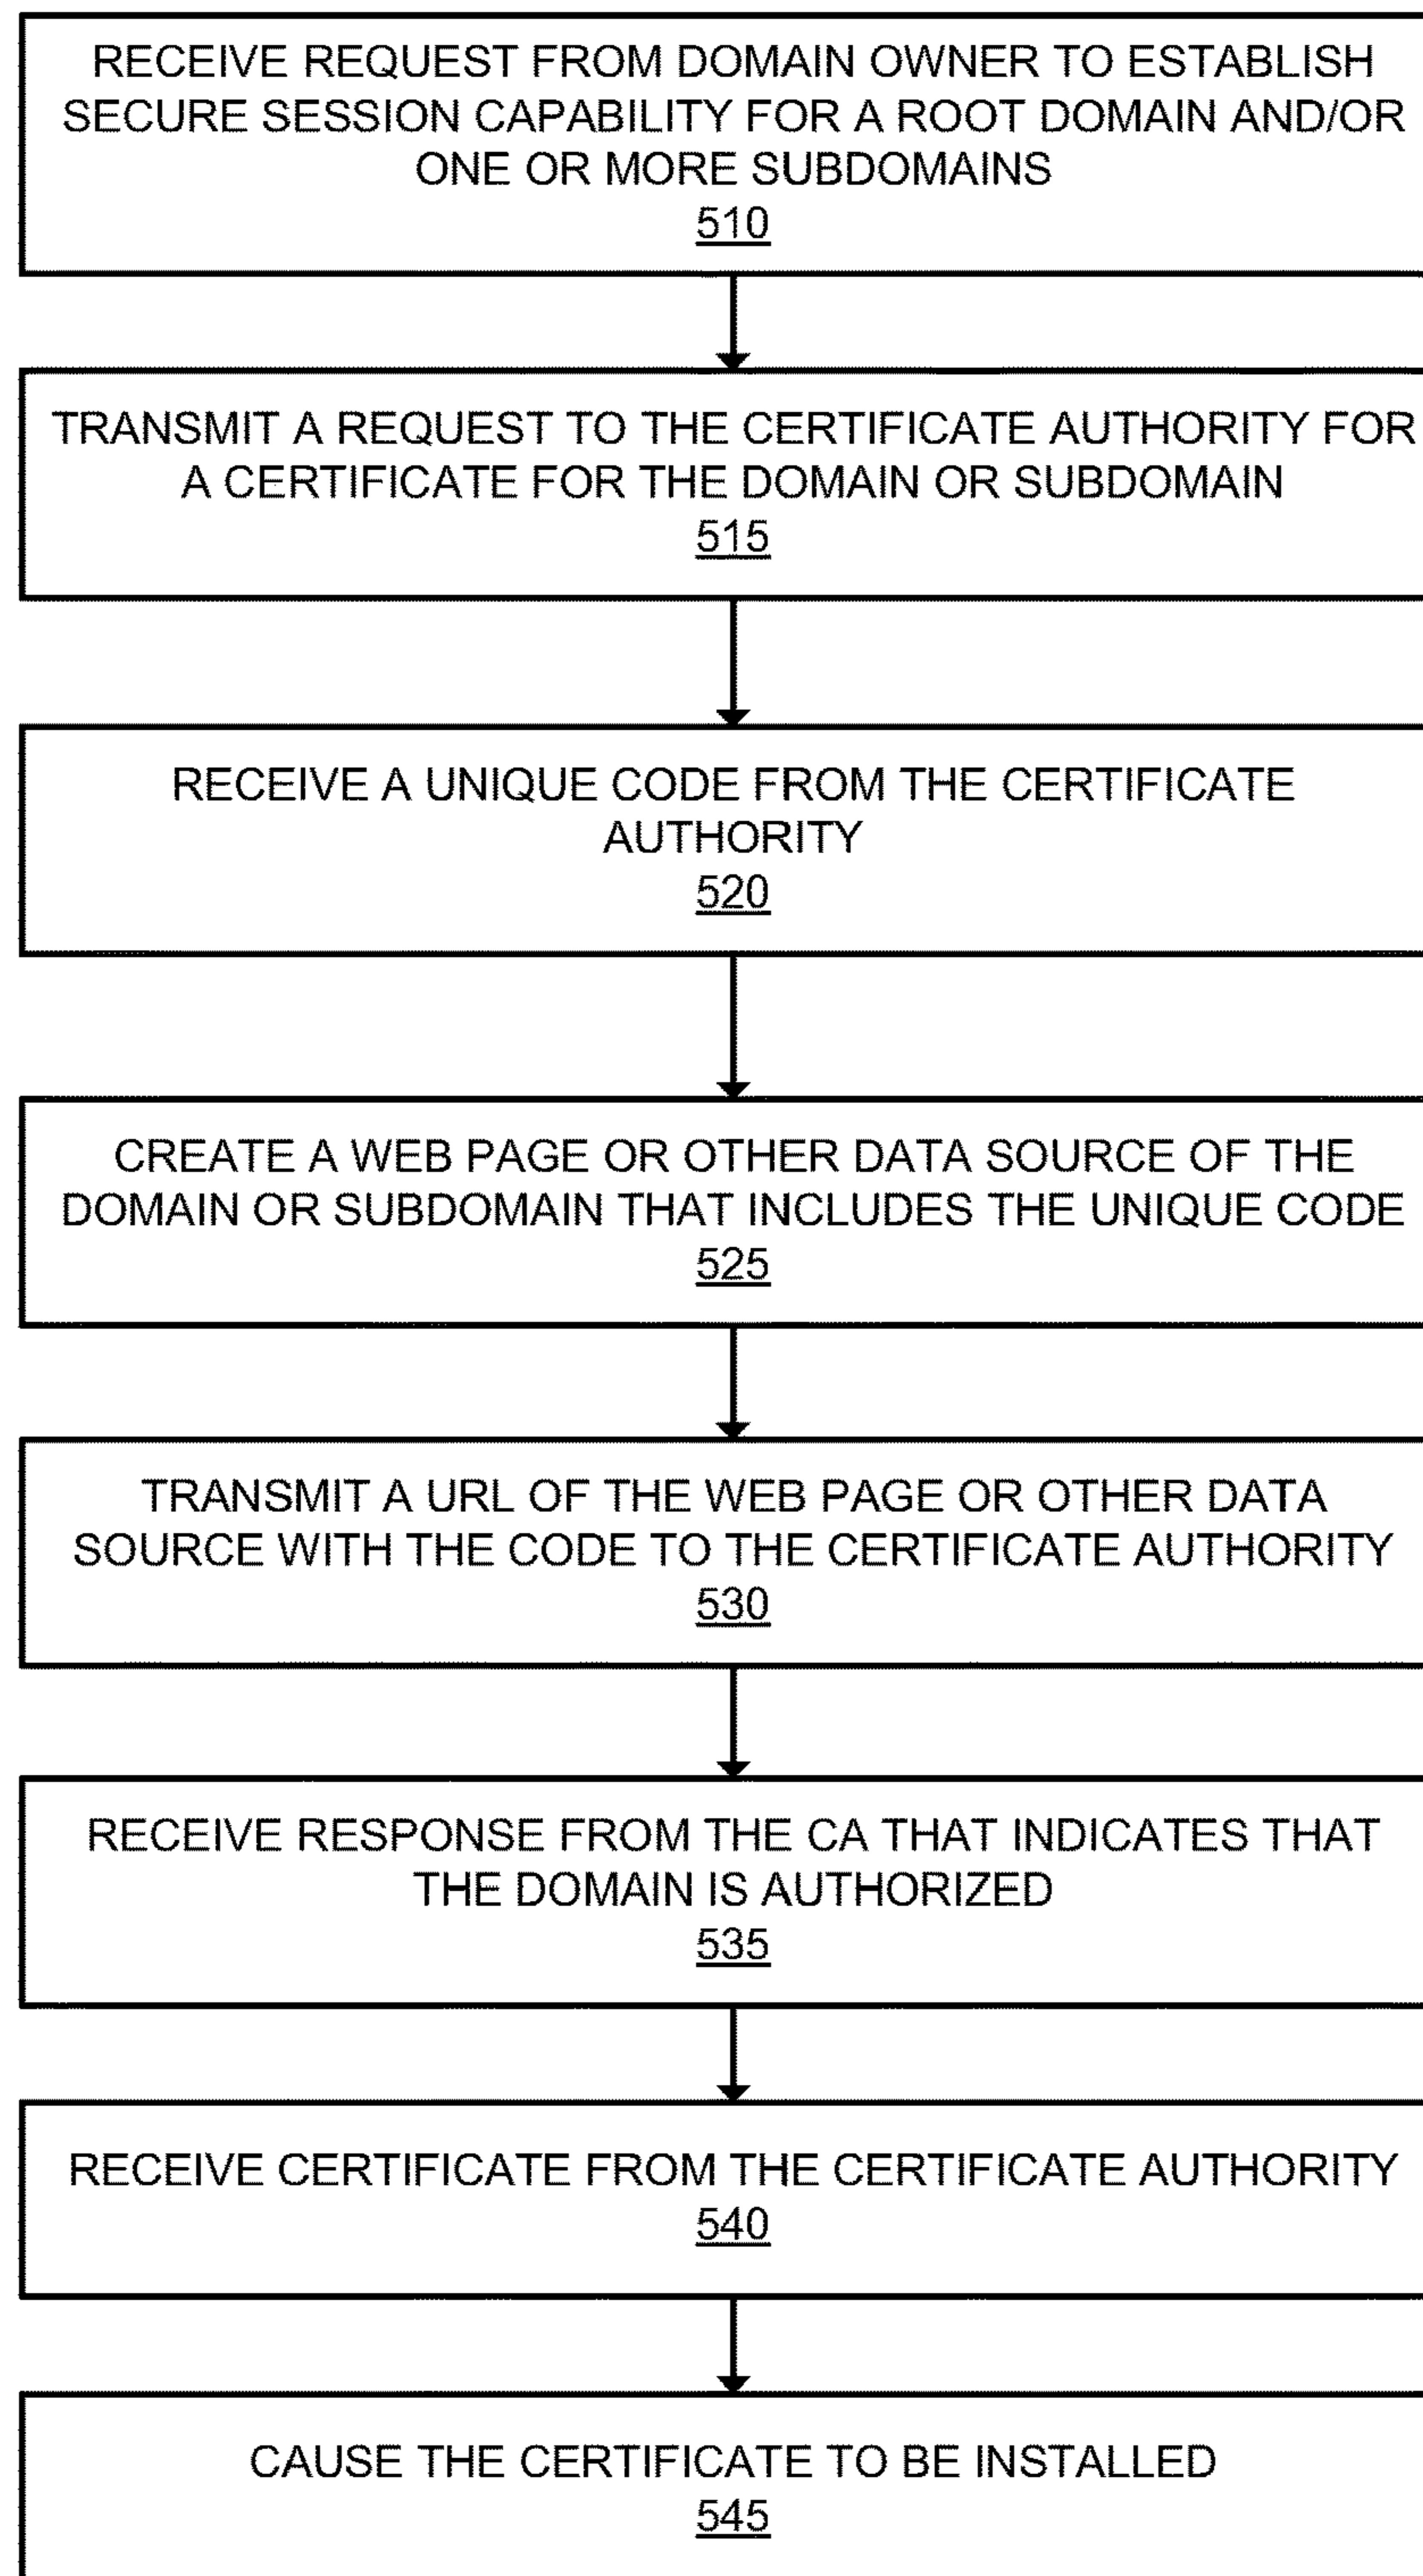 RECEIVE REQUEST FROM DOMAIN OWNER TO ESTABLISH
SECURE SESSION CAPABILITY FOR A ROOT DOMAIN AND/OR
ONE OR MORE SUBDOMAINS
510
TRANSMIT A REQUEST TO THE CERTIFICATE AUTHORITY FOR
A CERTIFICATE FOR THE DOMAIN OR SUBDOMAIN
515
RECEIVE A UNIQUE CODE FROM THE CERTIFICATE
AUTHORITY
520
CREATE A WEB PAGE OR OTHER DATA SOURCE OF THE
DOMAIN OR SUBDOMAIN THAT INCLUDES THE UNIQUE CODE
525
TRANSMIT A URL OF THE WEB PAGE OR OTHER DATA
SOURCE WITH THE CODE TO THE CERTIFICATE AUTHORITY
530
RECEIVE RESPONSE FROM THE CA THAT INDICATES THAT
THE DOMAIN IS AUTHORIZED
535
RECEIVE CERTIFICATE FROM THE CERTIFICATE AUTHORITY
540
CAUSE THE CERTIFICATE TO BE INSTALLED
545